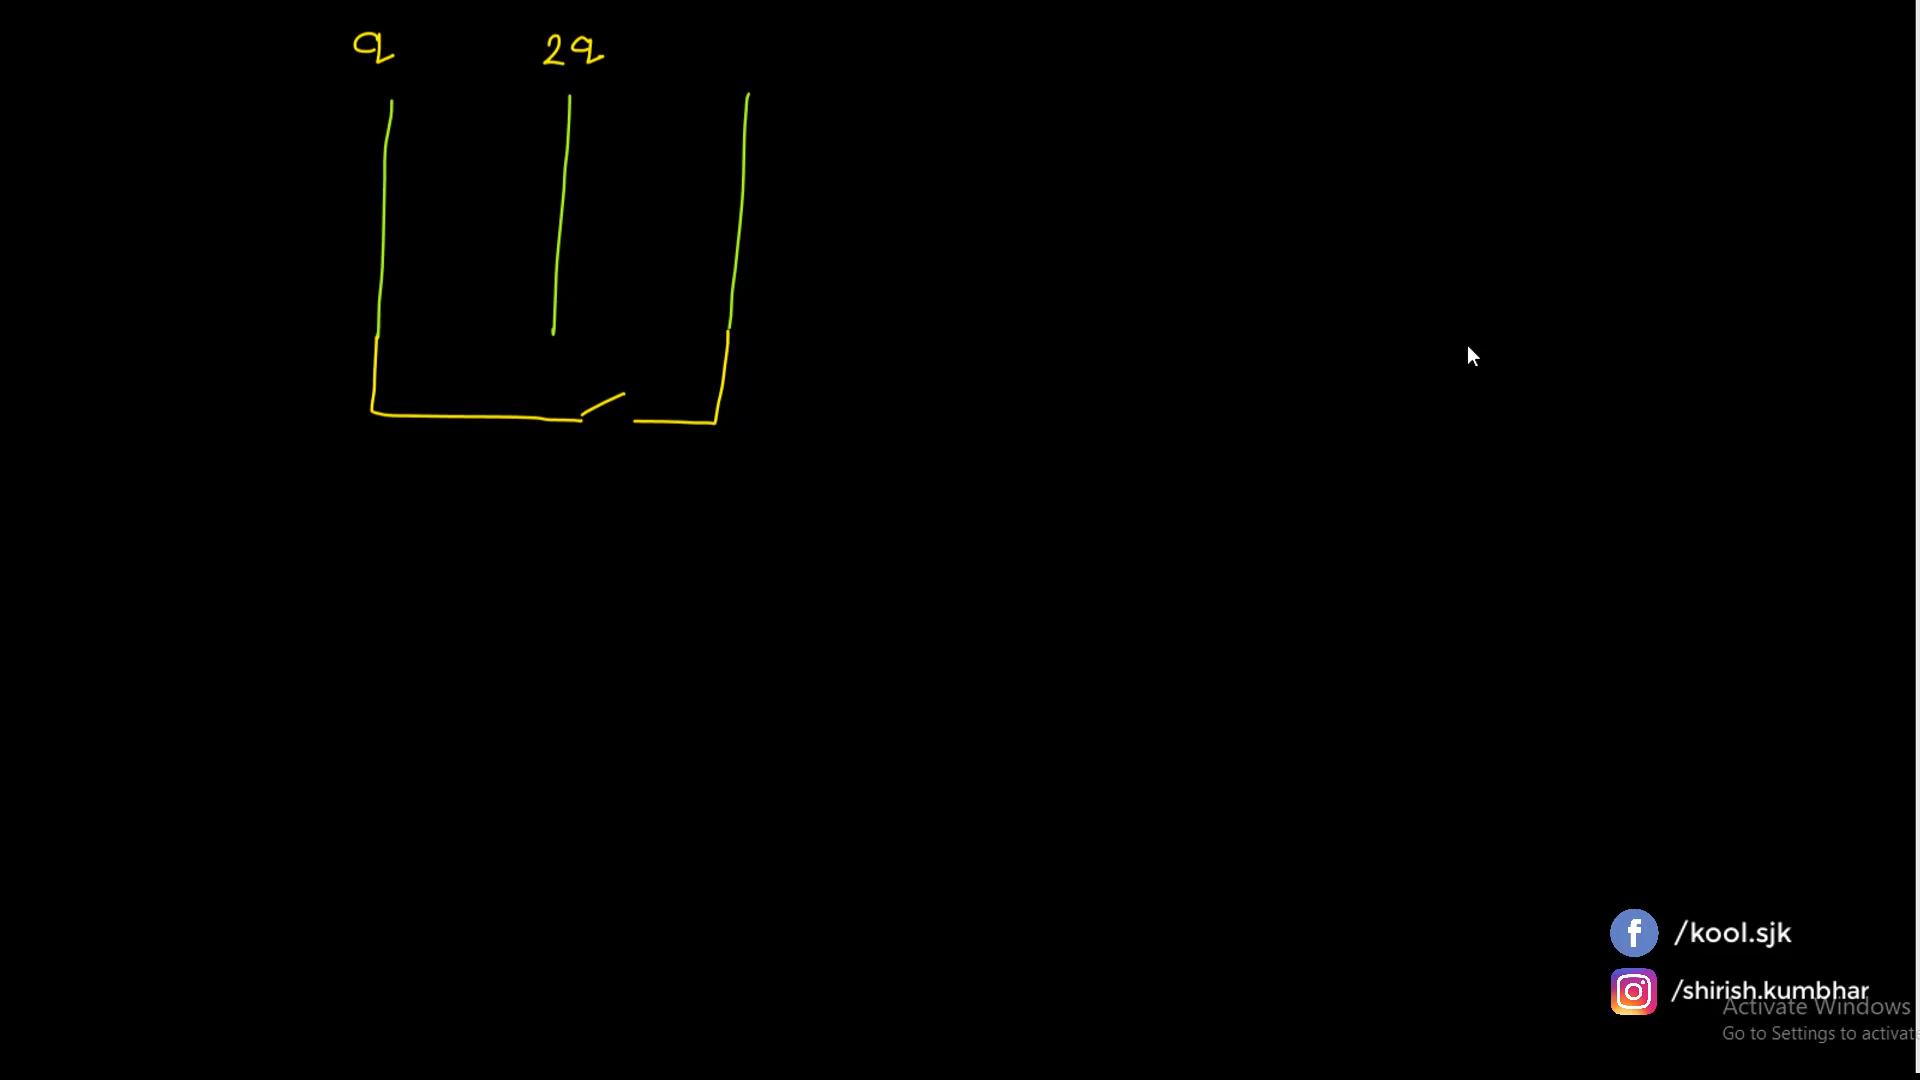 q 2q
/kool.sjk
/shirish.kumbhar
Activate Windows
Go to Settings to activat